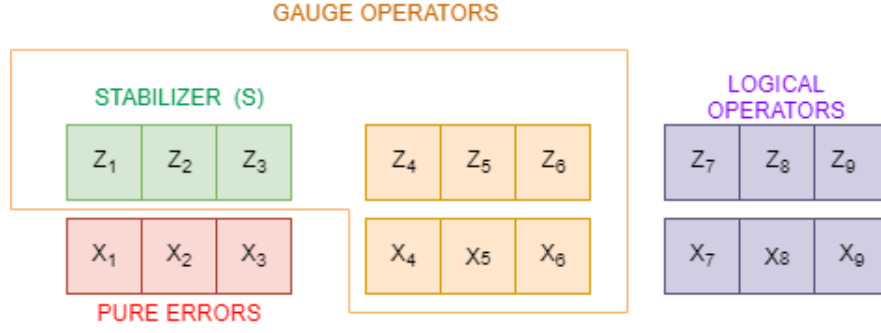 GAUGE OPERATORS
STABILIZER (S)
LOGICAL
OPERATORS
Z₁ Z₂ Z₃ Z₄ Z₅ Z₆ Z₇ Z₈ Z₉
X₁ X₂ X₃ X₄ X5 X₆ X₇ X8 X₉
PURE ERRORS